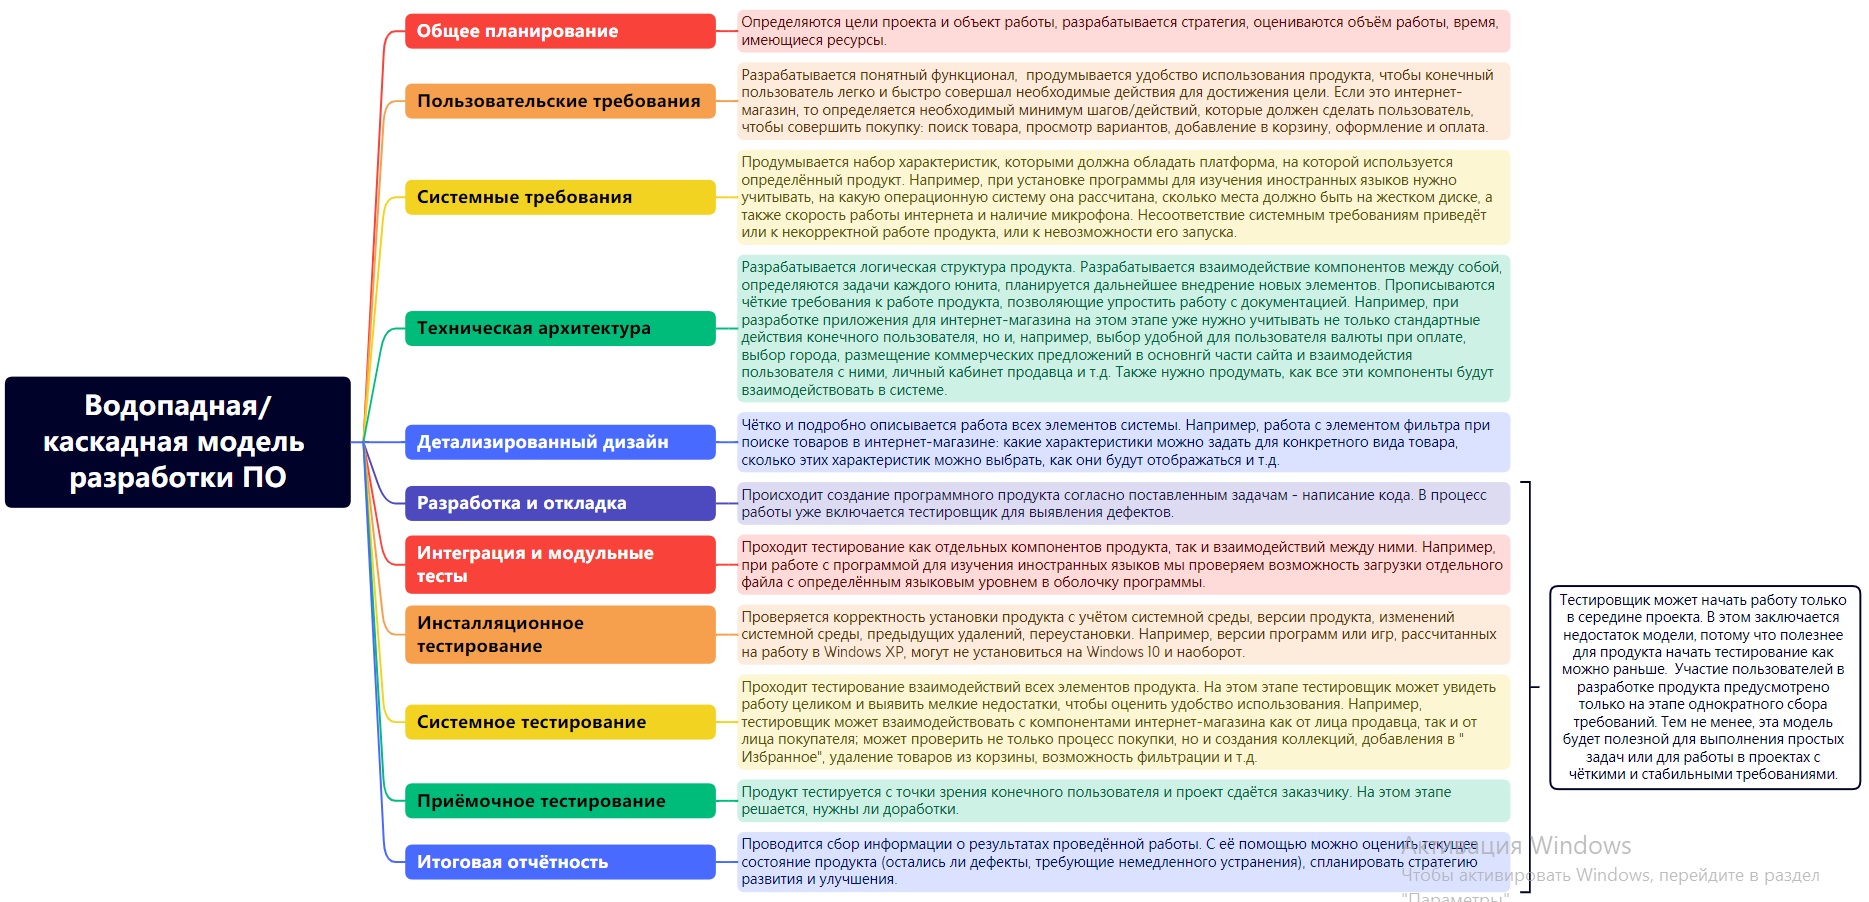 Водопадная/
каскадная модель
разработки ПО
Общее планирование
Определяются цели проекта и объект работы, разрабатывается стратегия, оцениваются объём работы, время,
имеющиеся ресурсы.
Пользовательские требования
Разрабатывается понятный функционал,  продумывается удобство использования продукта, чтобы конечный
пользователь легко и быстро совершал необходимые действия для достижения цели. Если это интернет-
магазин, то определяется необходимый минимум шагов/действий, которые должен сделать пользователь,
чтобы совершить покупку: поиск товара, просмотр вариантов, добавление в корзину, оформление и оплата.
Системные требования
Продумывается набор характеристик, которыми должна обладать платформа, на которой используется
определённый продукт. Например, при установке программы для изучения иностранных языков нужно
учитывать, на какую операционную систему она рассчитана, сколько места должно быть на жестком диске, а
также скорость работы интернета и наличие микрофона. Несоответствие системным требованиям приведёт
или к некорректной работе продукта, или к невозможности его запуска.
Техническая архитектура
Разрабатывается логическая структура продукта. Разрабатывается взаимодействие компонентов между собой,
определяются задачи каждого юнита, планируется дальнейшее внедрение новых элементов. Прописываются
чёткие требования к работе продукта, позволяющие упростить работу с документацией. Например, при
разработке приложения для интернет-магазина на этом этапе уже нужно учитывать не только стандартные
действия конечного пользователя, но и, например, выбор удобной для пользователя валюты при оплате,
выбор города, размещение коммерческих предложений в основнгй части сайта и взаимодейстия
пользователя с ними, личный кабинет продавца и т.д. Также нужно продумать, как все эти компоненты будут
взаимодействовать в системе.
Детализированный дизайн
Чётко и подробно описывается работа всех элементов системы. Например, работа с элементом фильтра при
поиске товаров в интернет-магазине: какие характеристики можно задать для конкретного вида товара,
сколько этих характеристик можно выбрать, как они будут отображаться и т.д.
Разработка и откладка
Происходит создание программного продукта согласно поставленным задачам - написание кода. В процесс
работы уже включается тестировщик для выявления дефектов.
Интеграция и модульные
тесты
Проходит тестирование как отдельных компонентов продукта, так и взаимодействий между ними. Например,
при работе с программой для изучения иностранных языков мы проверяем возможность загрузки отдельного
файла с определённым языковым уровнем в оболочку программы.
Инсталляционное
тестирование
Проверяется корректность установки продукта с учётом системной среды, версии продукта, изменений
системной среды, предыдущих удалений, переустановки. Например, версии программ или игр, рассчитанных
на работу в Windows XP, могут не установиться на Windows 10 и наоборот.
Системное тестирование
Проходит тестирование взаимодействий всех элементов продукта. На этом этапе тестировщик может увидеть
работу целиком и выявить мелкие недостатки, чтобы оценить удобство использования. Например,
тестировщик может взаимодействовать с компонентами интернет-магазина как от лица продавца, так и от
лица покупателя; может проверить не только процесс покупки, но и создания коллекций, добавления в "
Избранное", удаление товаров из корзины, возможность фильтрации и т.д.
Приёмочное тестирование
Продукт тестируется с точки зрения конечного пользователя и проект сдаётся заказчику. На этом этапе
решается, нужны ли доработки.
Итоговая отчётность
Проводится сбор информации о результатах проведённой работы. С её помощью можно оценить текущее
состояние продукта (остались ли дефекты, требующие немедленного устранения), спланировать стратегию
развития и улучшения.
Тестировщик может начать работу только
в середине проекта. В этом заключается
недостаток модели, потому что полезнее
для продукта начать тестирование как
можно раньше.  Участие пользователей в
разработке продукта предусмотрено
только на этапе однократного сбора
требований. Тем не менее, эта модель
будет полезной для выполнения простых
задач или для работы в проектах с
чёткими и стабильными требованиями.
Активация Windows
Чтобы активировать Windows, перейдите в раздел
"Параметры"